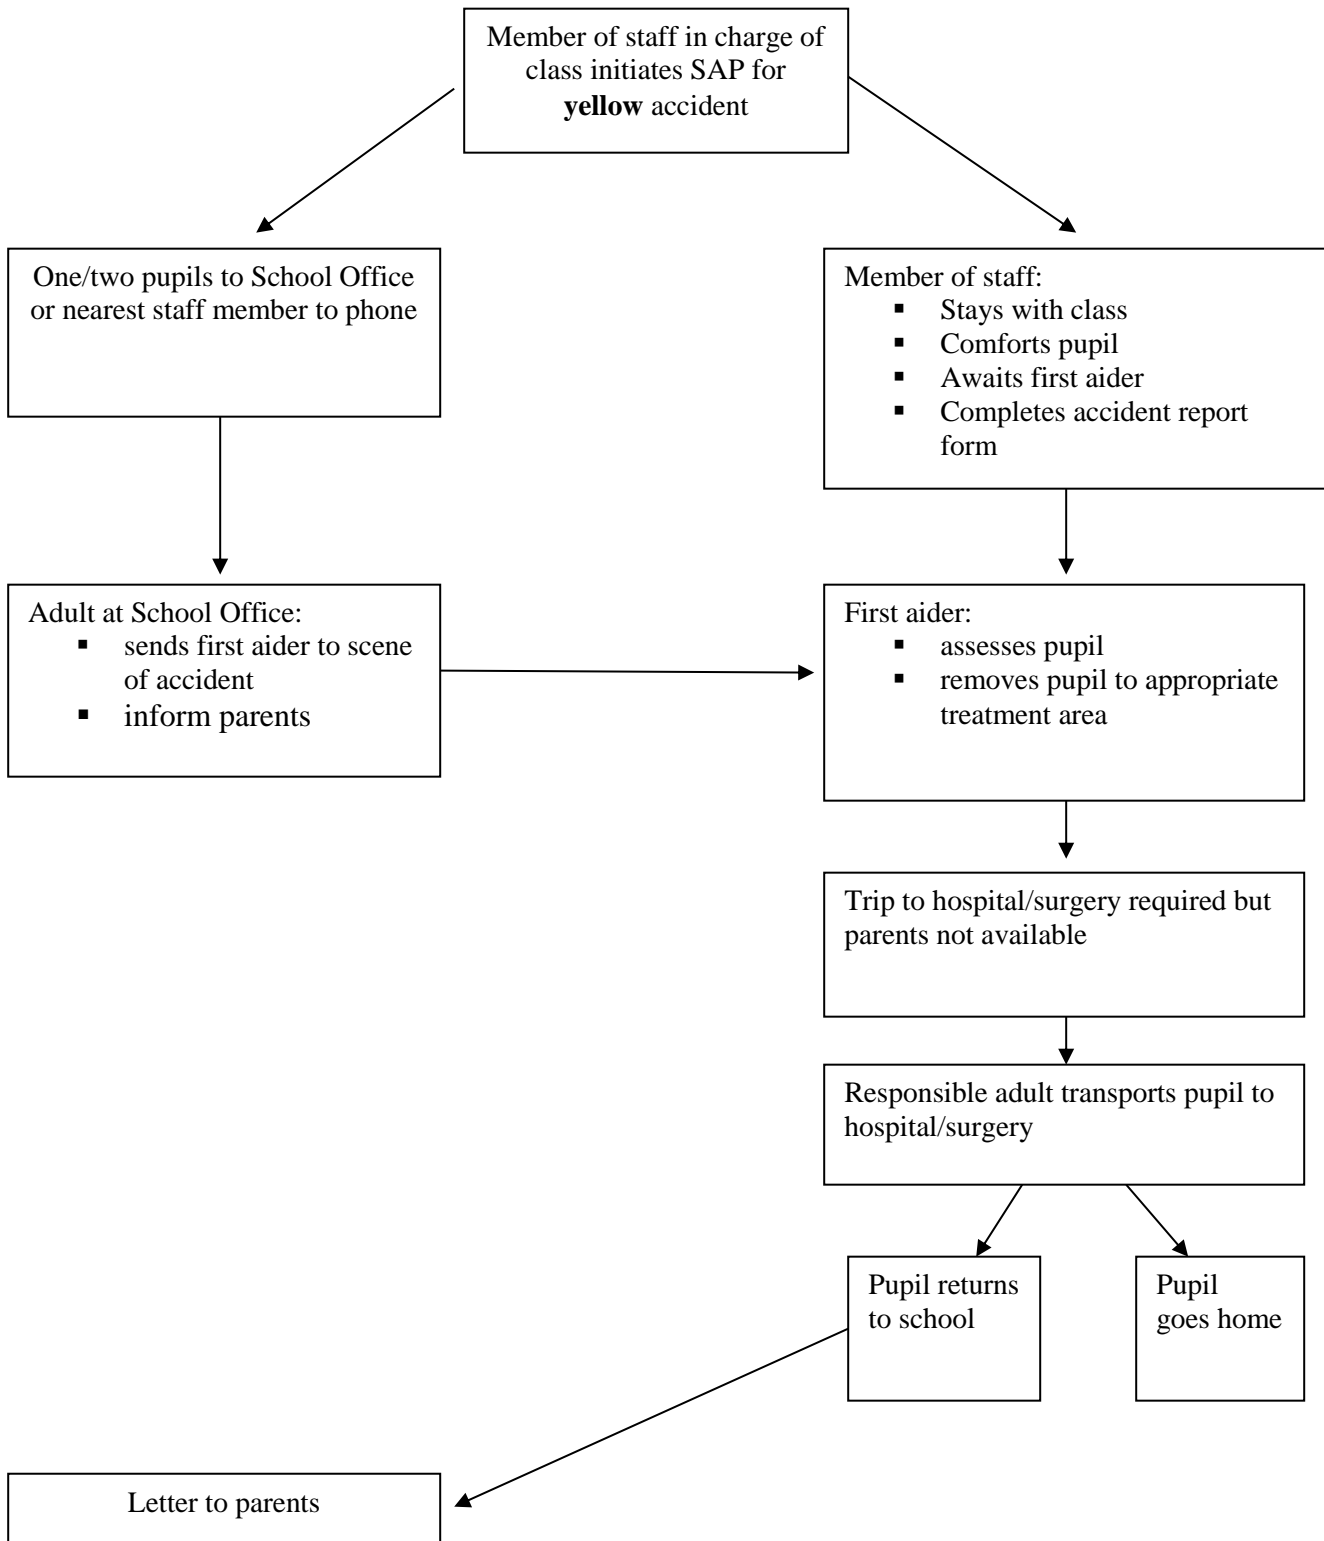 Member of staff in charge of
class initiates SAP for
yellow accident
One/two pupils to School Office
or nearest staff member to phone
Member of staff:
▪ Stays with class
▪ Comforts pupil
▪ Awaits first aider
▪ Completes accident report
form
Adult at School Office:
▪ sends first aider to scene
of accident
▪ inform parents
First aider:
▪ assesses pupil
▪ removes pupil to appropriate
treatment area
Trip to hospital/surgery required but
parents not available
Responsible adult transports pupil to
hospital/surgery
Pupil returns
to school
Pupil
goes home
Letter to parents